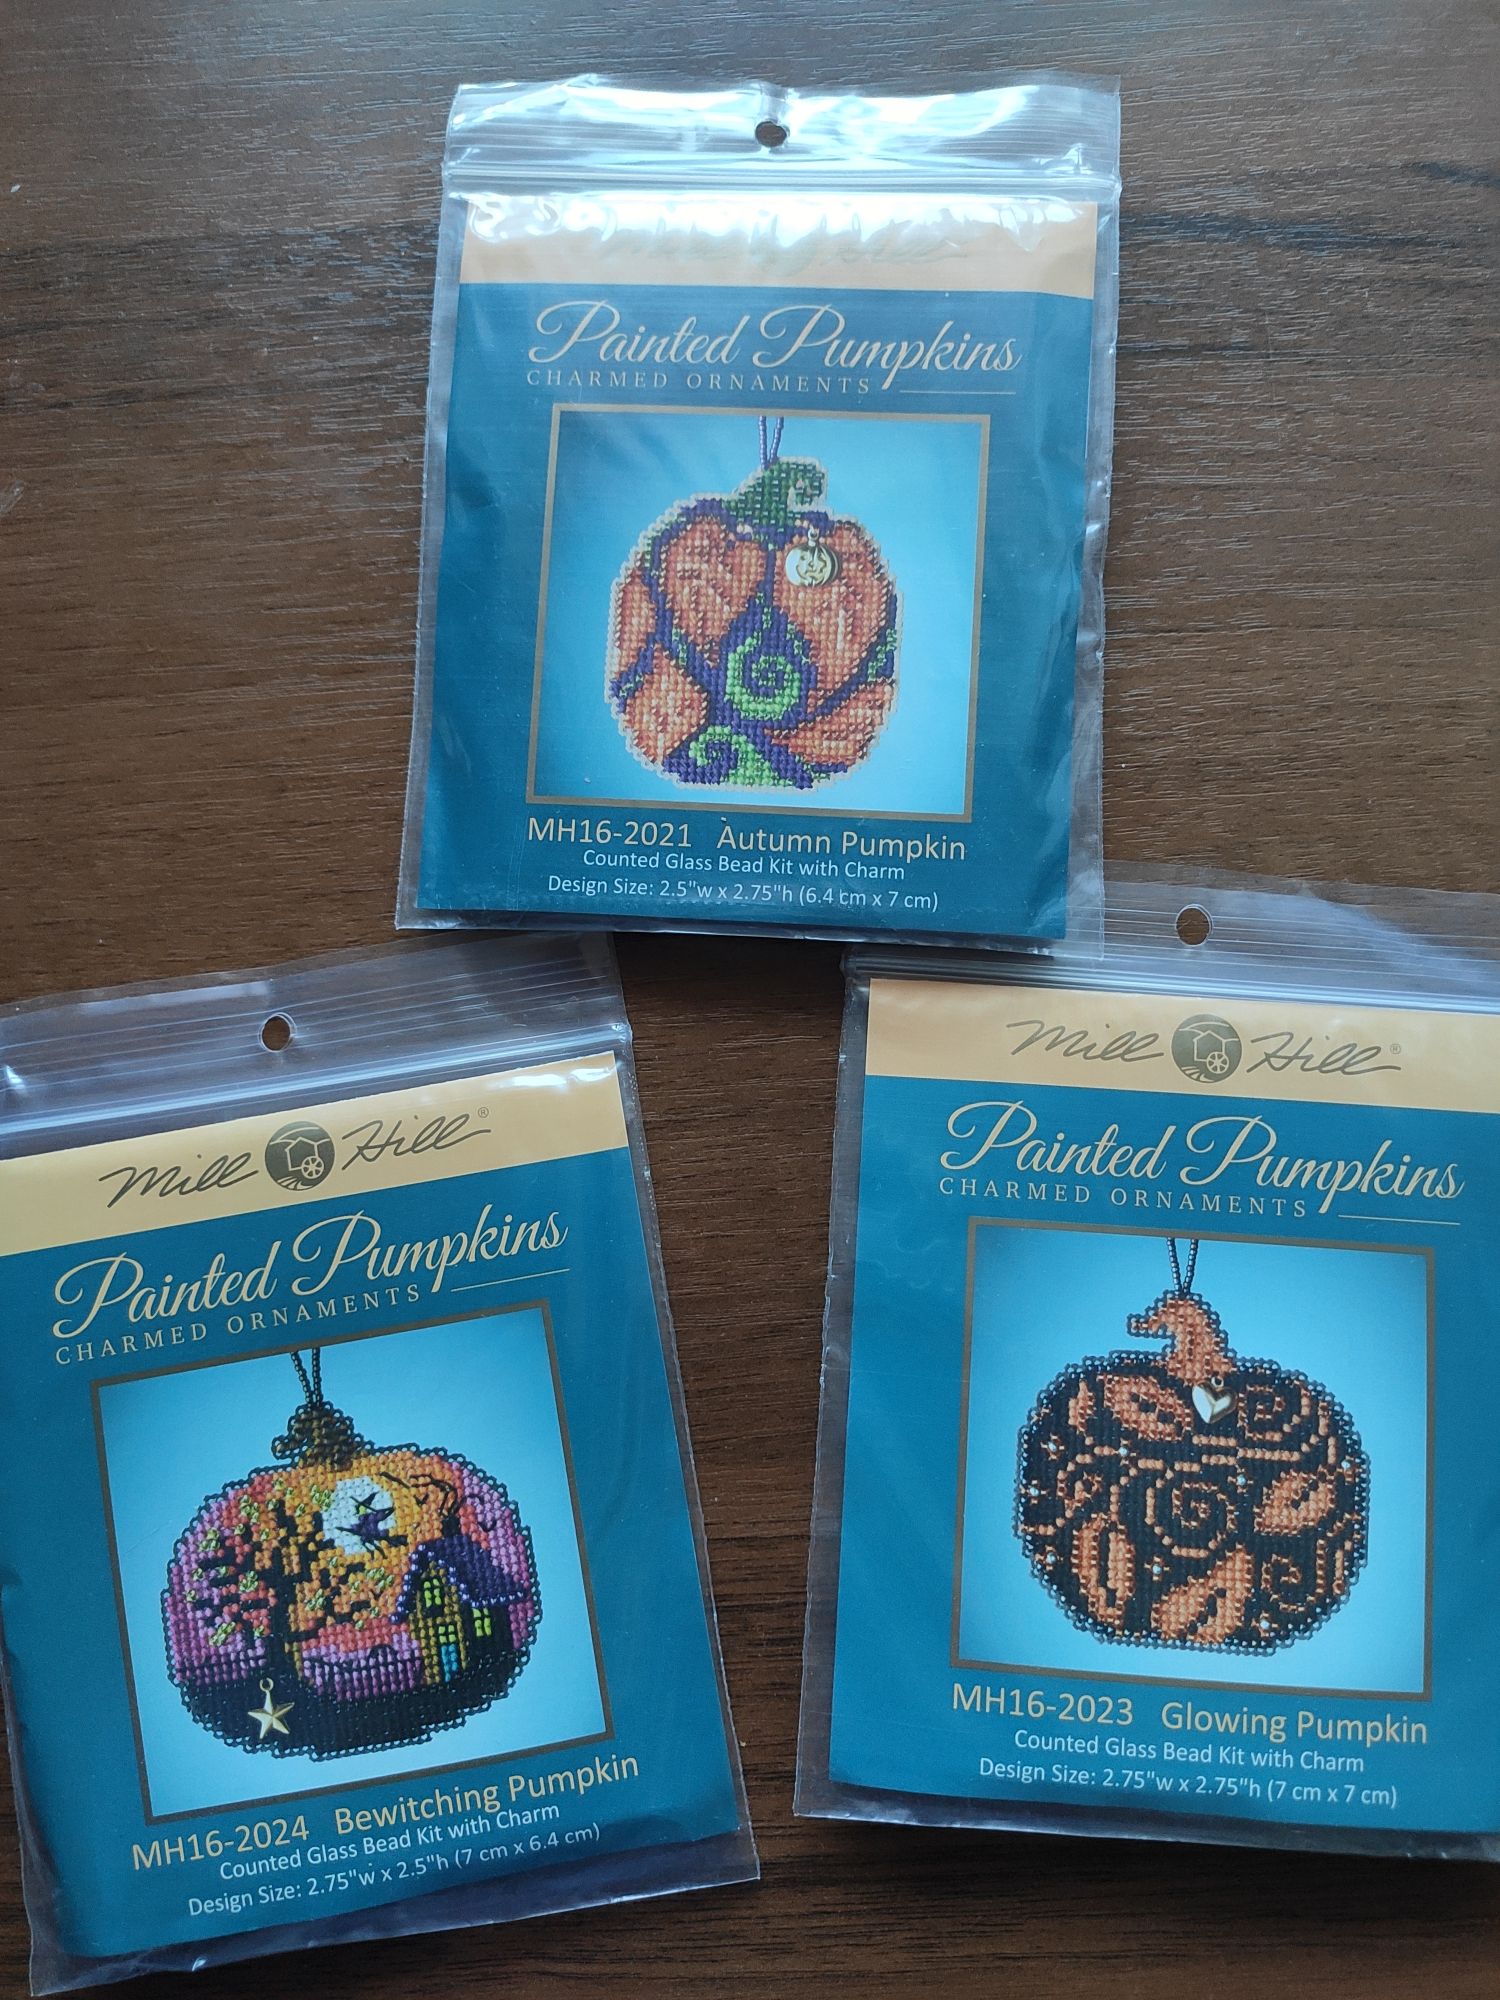 Mill Hill
Painted Pumpkins
CHARMED ORNAMENTS
MH16-2021 Autumn Pumpkin
Counted Glass Bead Kit with Charm
Design Size: 2.5"w x 2.75"h (6.4 cm x 7 cm)
Mill Hill®
Painted Pumpkins
CHARMED ORNAMENTS
MH16-2024 Bewitching Pumpkin
Counted Glass Bead Kit with Charm
Design Size: 2.75"w x 2.5"h (7 cm x 6.4 cm)
Mill Hill®
Painted Pumpkins
CHARMED ORNAMENTS
MH16-2023 Glowing Pumpkin
Counted Glass Bead Kit with Charm
Design Size: 2.75"w x 2.75"h (7 cm x 7 cm)